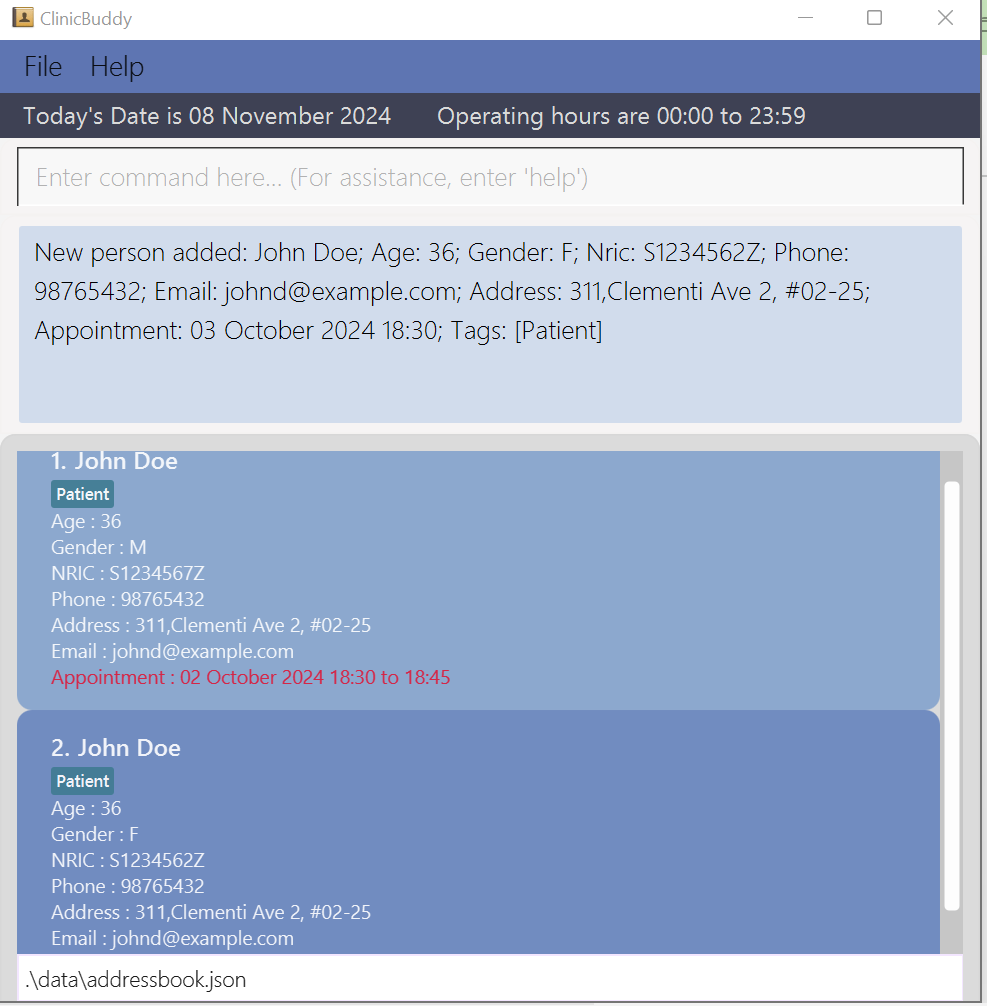 ClinicBuddy
File Help
Today's Date is 08 November 2024 Operating hours are 00:00 to 23:59
Enter command here... (For assistance, enter 'help')
New person added: John Doe; Age: 36; Gender: F; Nric: S1234562Z; Phone:
98765432; Email: johnd@example.com; Address: 311,Clementi Ave 2, #02-25;
Appointment: 03 October 2024 18:30; Tags: [Patient]
1. John Doe
Patient
Age : 36
Gender : M
NRIC : S1234567Z
Phone : 98765432
Address : 311,Clementi Ave 2, #02-25
Email : johnd@example.com
Appointment : 02 October 2024 18:30 to 18:45
2. John Doe
Patient
Age : 36
Gender : F
NRIC : S1234562Z
Phone : 98765432
Address : 311,Clementi Ave 2, #02-25
Email : johnd@example.com
.\data\addressbook.json